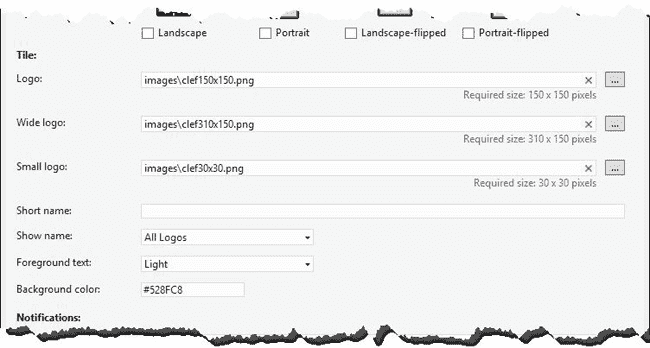 Landscape Portrait Landscape-flipped Portrait-flipped
Tile:
Logo: images\clef150x150.png × ...
Required size: 150 x 150 pixels
Wide logo: images\clef310x150.png × ...
Required size: 310 x 150 pixels
Small logo: images\clef30x30.png × ...
Required size: 30 x 30 pixels
Short name:
Show name: All Logos
Foreground text: Light
Background color: #528FC8
Notifications: